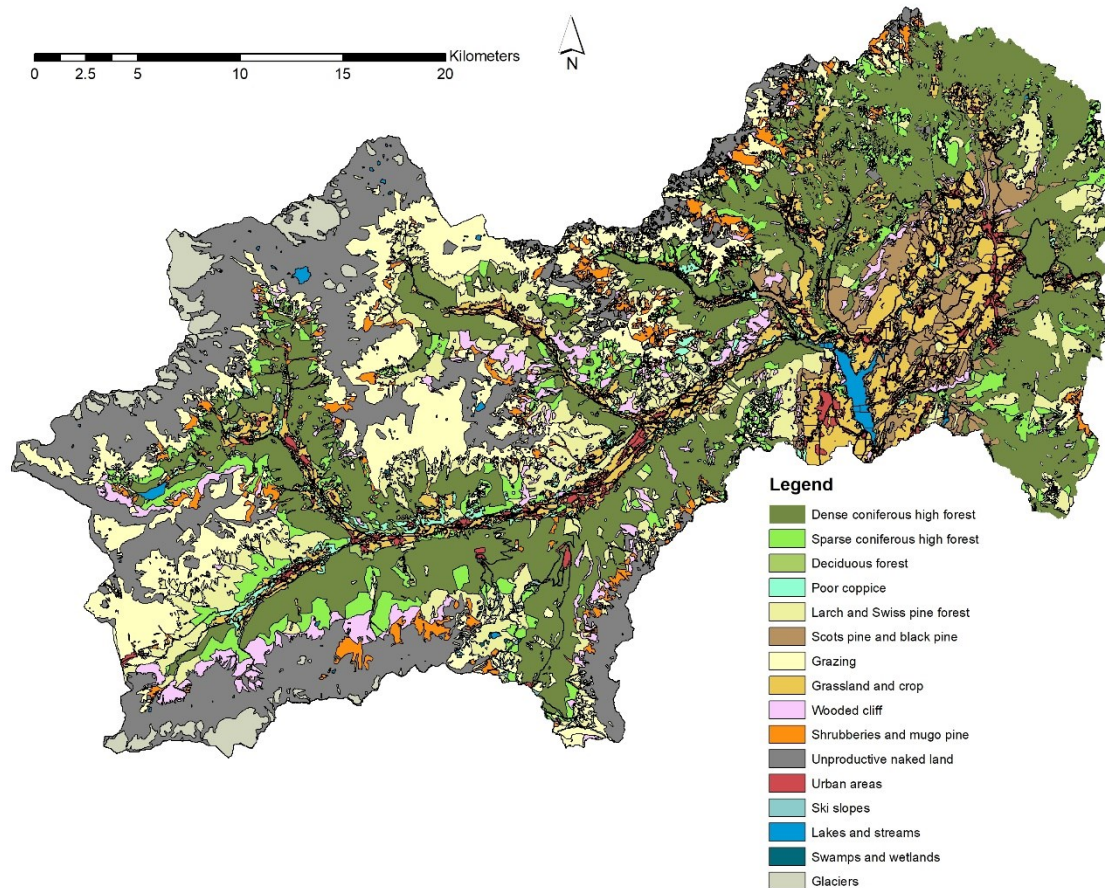 Kilometers
0 2.5 5 10 15 20
N
Legend
Dense coniferous high forest
Sparse coniferous high forest
Deciduous forest
Poor coppice
Larch and Swiss pine forest
Scots pine and black pine
Grazing
Grassland and crop
Wooded cliff
Shrubberies and mugo pine
Unproductive naked land
Urban areas
Ski slopes
Lakes and streams
Swamps and wetlands
Glaciers